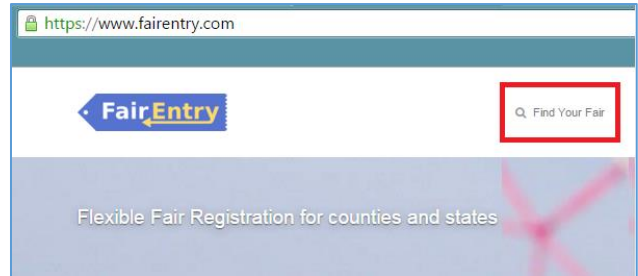 https://www.fairentry.com
FairEntry
Find Your Fair
Flexible Fair Registration for counties and states